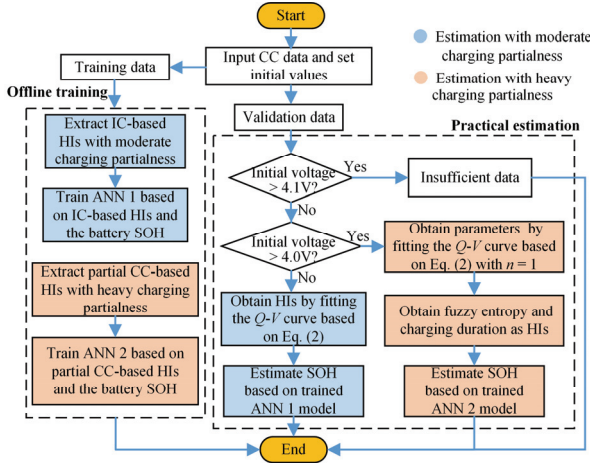 Start
Estimation with moderate
charging partialness
Estimation with heavy
charging partialness
Input CC data and set
initial values
Training data
Offline training
Extract IC-based
HIs with moderate
charging partialness
Train ANN 1 based
on IC-based HIs and
the battery SOH
Extract partial CC-based
HIs with heavy charging
partialness
Train ANN 2 based on
partial CC-based HIs
and the battery SOH
Validation data
Practical estimation
Initial voltage
> 4.1V?
Yes
Insufficient data
No
Initial voltage
> 4.0V?
Yes
Obtain parameters by
fitting the Q-V curve based
on Eq. (2) with n = 1
No
Obtain HIs by fitting
the Q-V curve based
on Eq. (2)
Obtain fuzzy entropy and
charging duration as HIs
Estimate SOH
based on trained
ANN 1 model
Estimate SOH
based on trained
ANN 2 model
End